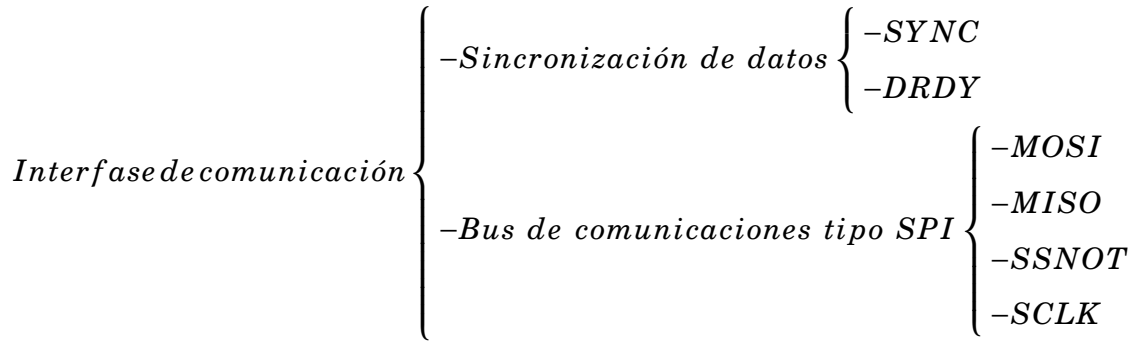 Interfase de comunicación
–Sincronización de datos
–SYNC
–DRDY
–Bus de comunicaciones tipo SPI
–MOSI
–MISO
–SSNOT
–SCLK